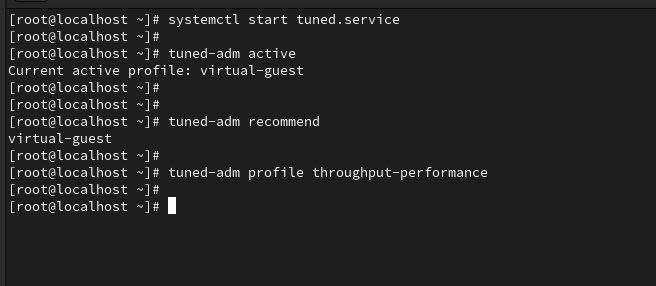 [root@localhost ~]# systemctl start tuned.service
[root@localhost ~]#
[root@localhost ~]# tuned-adm active
Current active profile: virtual-guest
[root@localhost ~]#
[root@localhost ~]#
[root@localhost ~]# tuned-adm recommend
virtual-guest
[root@localhost ~]#
[root@localhost ~]# tuned-adm profile throughput-performance
[root@localhost ~]#
[root@localhost ~]#